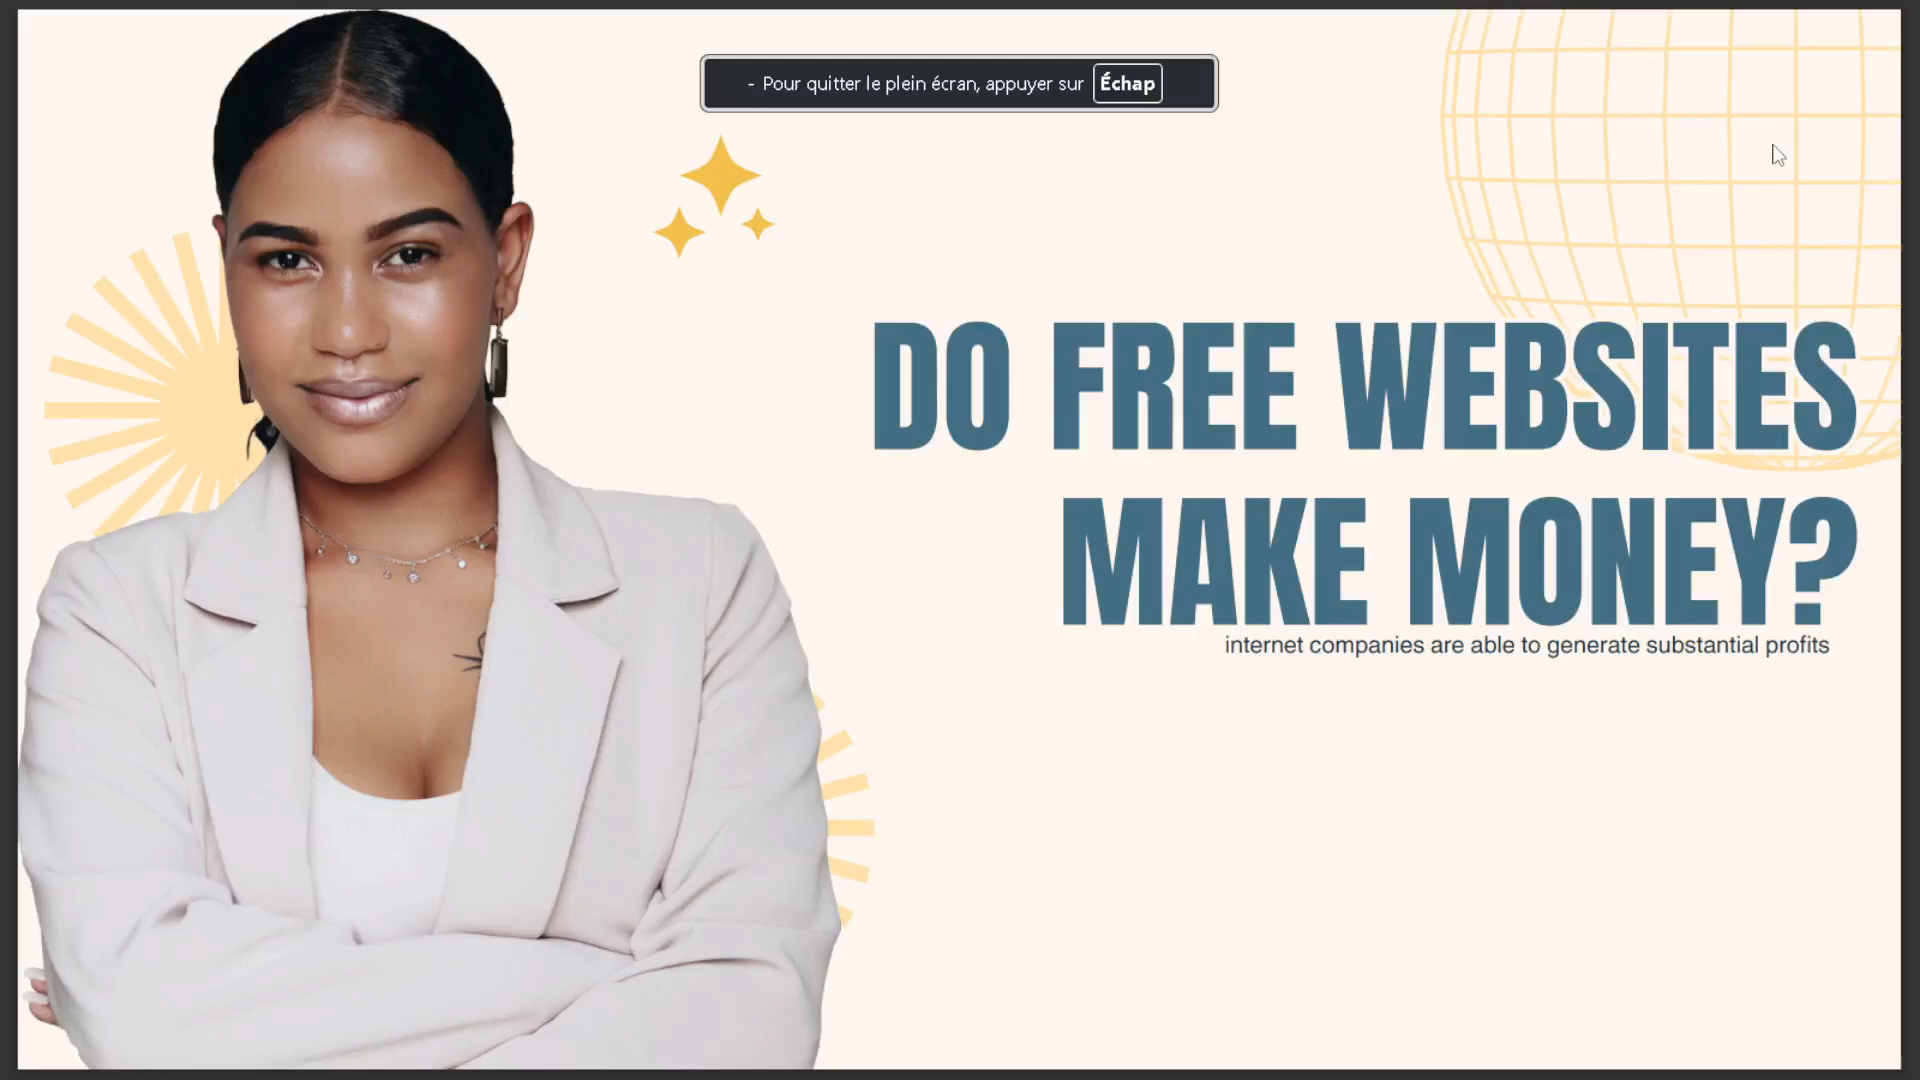 - Pour quitter le plein écran, appuyer sur Échap
DO FREE WEBSITES
MAKE MONEY?
internet companies are able to generate substantial profits